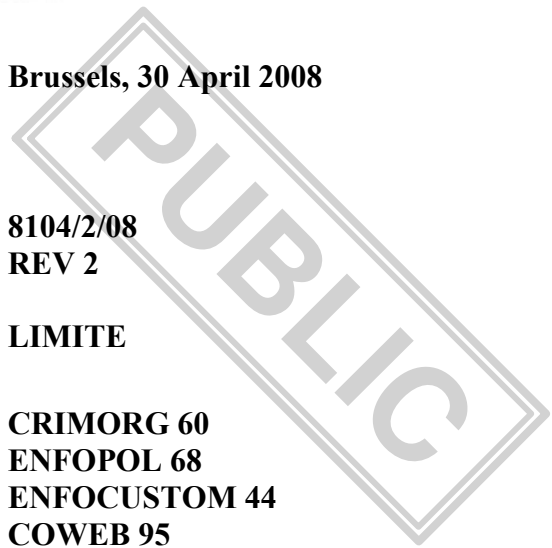 Brussels, 30 April 2008
8104/2/08
REV 2
LIMITE
CRIMORG 60
ENFOPOL 68
ENFOCUSTOM 44
COWEB 95
PUBLIC